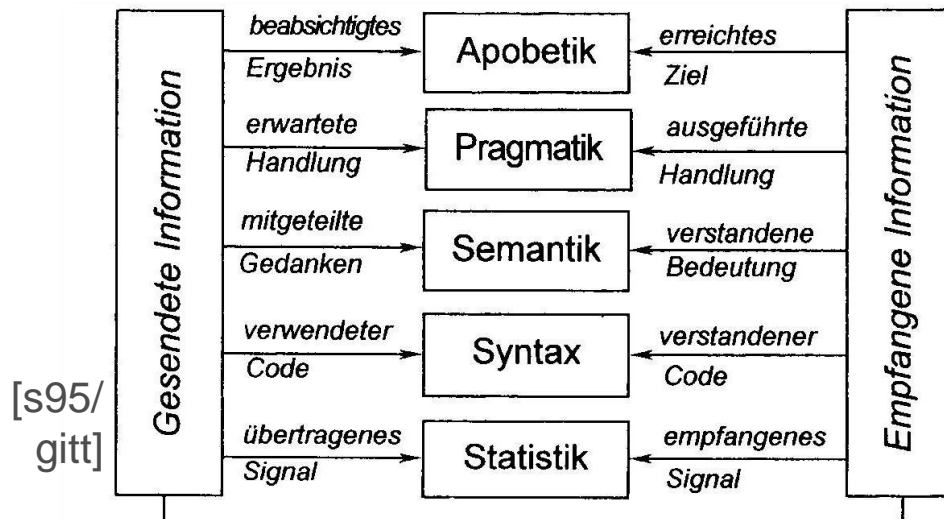 Gesendete Information
beabsichtigtes
Ergebnis
Apobetik
erreichtes
Ziel
erwartete
Handlung
Pragmatik
ausgeführte
Handlung
mitgeteilte
Gedanken
Semantik
verstandene
Bedeutung
verwendeter
Code
Syntax
verstandener
Code
übertragenes
Signal
Statistik
empfangenes
Signal
Empfangene Information
[s95/
gitt]